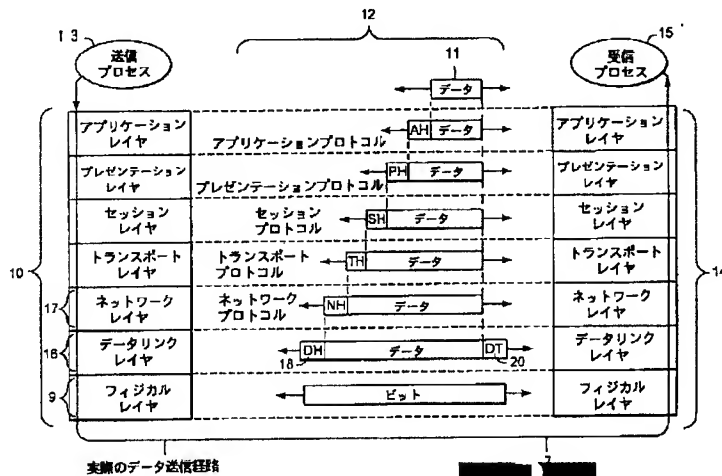 12
13
送信
プロセス
11
データ
15
受信
プロセス
アプリケーション
レイヤ
アプリケーションプロトコル
AH
データ
アプリケーション
レイヤ
プレゼンテーション
レイヤ
プレゼンテーションプロトコル
PH
データ
プレゼンテーション
レイヤ
セッション
レイヤ
セッション
プロトコル
SH
データ
セッション
レイヤ
10
トランスポート
レイヤ
トランスポート
プロトコル
TH
データ
トランスポート
レイヤ
14
17
ネットワーク
レイヤ
ネットワーク
プロトコル
NH
データ
ネットワーク
レイヤ
16
データリンク
レイヤ
DH
データ
DT
18
20
データリンク
レイヤ
9
フィジカル
レイヤ
ビット
フィジカル
レイヤ
実際のデータ送信経路
7